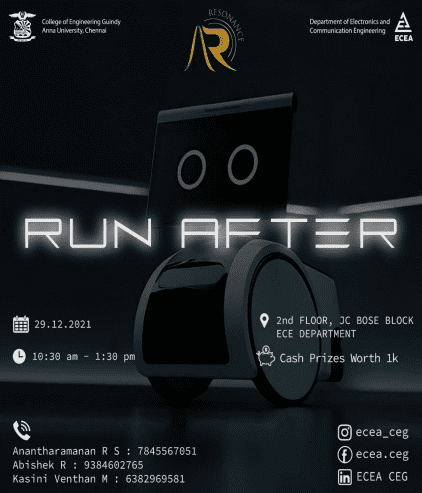 College of Engineering Guindy
Anna University, Chennai
RESONANCE
AR
Department of Electronics and
Communication Engineering
ECEA
RUN AFTER
29.12.2021
10:30 am - 1:30 pm
2nd FLOOR, JC BOSE BLOCK
ECE DEPARTMENT
Cash Prizes Worth 1k
Anantharamanan R S : 7845567051
Abishek R : 9384602765
Kasini Venthan M : 6382969581
ecea_ceg
ecea.ceg
ECEA CEG